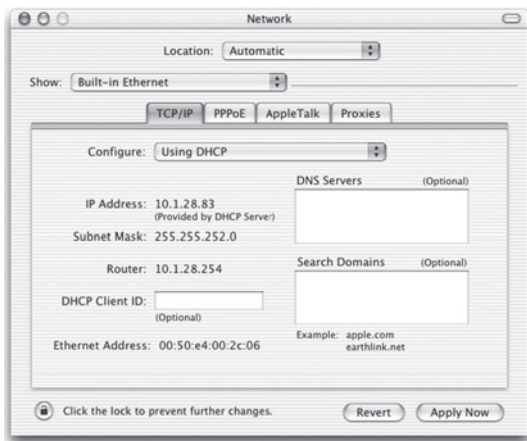 Network
Location: Automatic
Show: Built-in Ethernet
TCP/IP PPPoE AppleTalk Proxies
Configure: Using DHCP
DNS Servers (Optional)
IP Address: 10.1.28.83
(Provided by DHCP Server)
Subnet Mask: 255.255.252.0
Router: 10.1.28.254
Search Domains (Optional)
DHCP Client ID:
(Optional)
Example: apple.com
earthlink.net
Ethernet Address: 00:50:e4:00:2c:06
Click the lock to prevent further changes.
Revert Apply Now